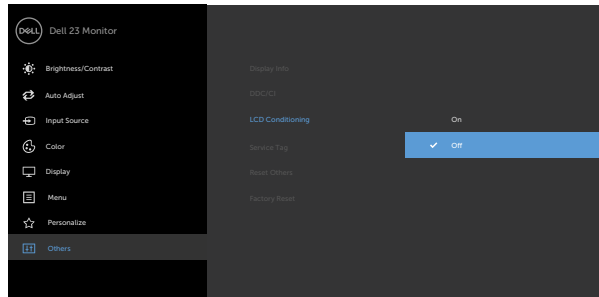 DELL
Dell 23 Monitor
Brightness/Contrast
Auto Adjust
Input Source
Color
Display
Menu
Personalize
Others
Display Info
DDC/CI
LCD Conditioning
Service Tag
Reset Others
Factory Reset
On
Off